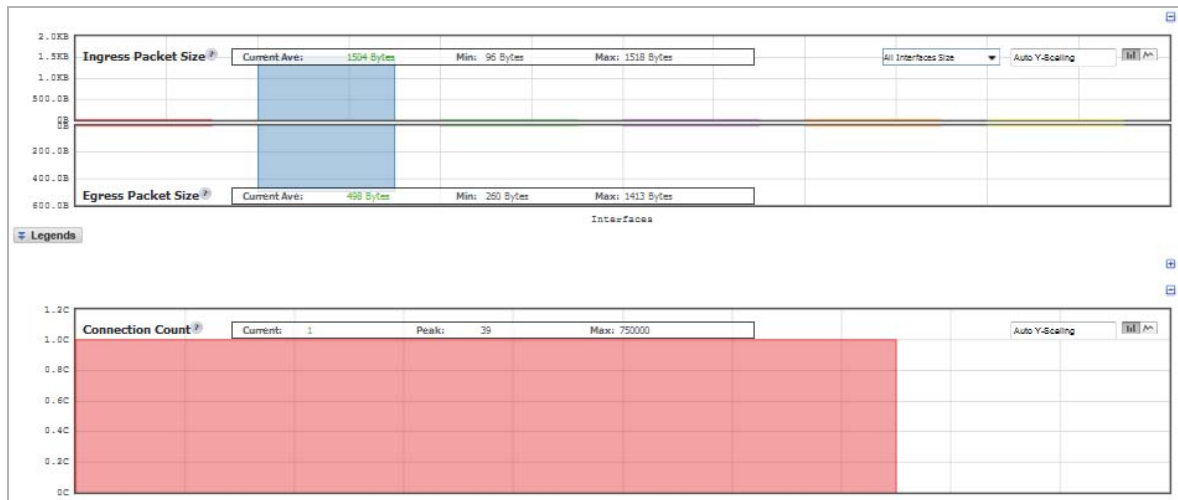 2.0KB
Ingress Packet Size ? Current Ave: 1504 Bytes Min: 96 Bytes Max: 1518 Bytes All Interfaces Size Auto Y-Scaling
1.5KB
1.0KB
500.0B
0B
0B
200.0B
400.0B
Egress Packet Size ? Current Ave: 498 Bytes Min: 260 Bytes Max: 1413 Bytes
600.0B
Interfaces
Legends
1.2C
Connection Count ? Current: 1 Peak: 39 Max: 750000 Auto Y-Scaling
1.0C
0.8C
0.6C
0.4C
0.2C
0C